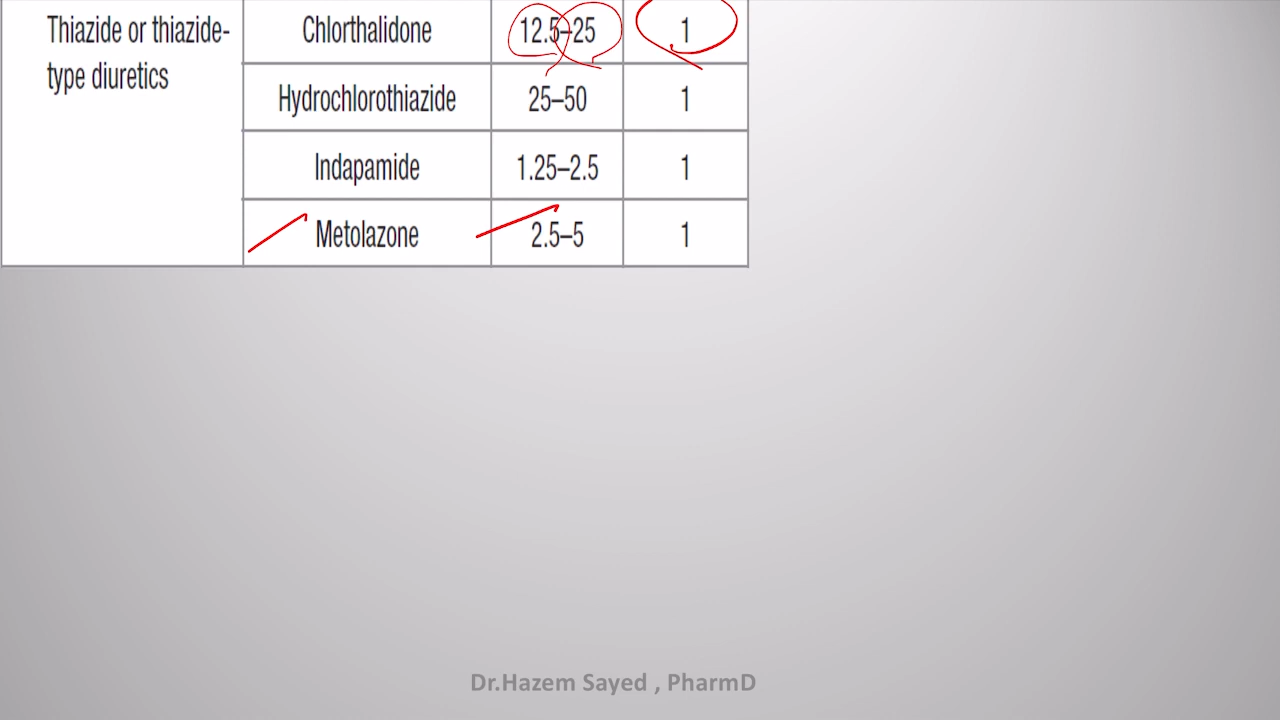 Thiazide or thiazide-
type diuretics
Chlorthalidone 12.5–25 1
Hydrochlorothiazide 25–50 1
Indapamide 1.25–2.5 1
Metolazone 2.5–5 1
Dr.Hazem Sayed , PharmD